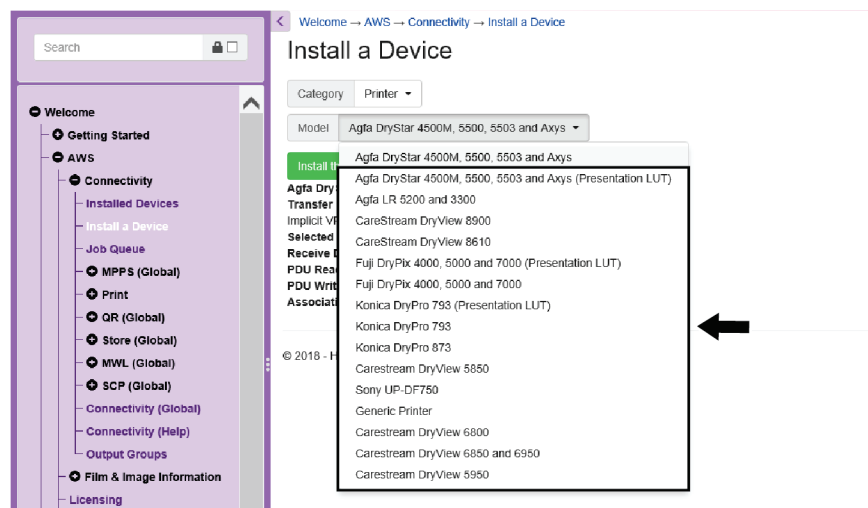 Search
Welcome
Getting Started
AWS
Connectivity
Installed Devices
Install a Device
Job Queue
MPPS (Global)
Print
QR (Global)
Store (Global)
MWL (Global)
SCP (Global)
Connectivity (Global)
Connectivity (Help)
Output Groups
Film & Image Information
Licensing
Welcome → AWS → Connectivity → Install a Device
Install a Device
Category Printer
Model Agfa DryStar 4500M, 5500, 5503 and Axys
Agfa DryStar 4500M, 5500, 5503 and Axys
Agfa DryStar 4500M, 5500, 5503 and Axys (Presentation LUT)
Agfa LR 5200 and 3300
CareStream DryView 8900
CareStream DryView 8610
Fuji DryPix 4000, 5000 and 7000 (Presentation LUT)
Fuji DryPix 4000, 5000 and 7000
Konica DryPro 793 (Presentation LUT)
Konica DryPro 793
Konica DryPro 873
Carestream DryView 5850
Sony UP-DF750
Generic Printer
Carestream DryView 6800
Carestream DryView 6850 and 6950
Carestream DryView 5950
Install
Agfa
Transfer
Implicit
Selected
Receive
PDU
PDU
© 2018 -